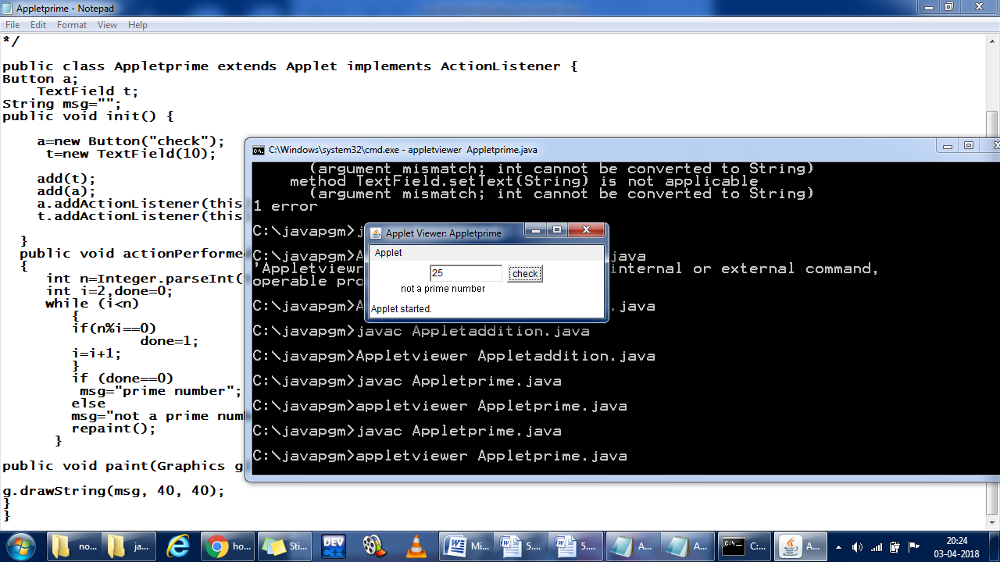 Appletprime - Notepad
File Edit Format View Help
*/
public class Appletprime extends Applet implements ActionListener {
Button a;
TextField t;
String msg="";
public void init() {
a=new Button("check");
t=new TextField(10);
add(t);
add(a);
a.addActionListener(this
t.addActionListener(this
}
public void actionPerformed
{
int n=Integer.parseInt(
int i=2,done=0;
while (i<n)
{
if(n%i==0)
done=1;
i=i+1;
}
if (done==0)
msg="prime number";
else
msg="not a prime num
repaint();
}
public void paint(Graphics g
g.drawString(msg, 40, 40);
}
}
C:\Windows\system32\cmd.exe - appletviewer Appletprime.java
(argument mismatch; int cannot be converted to String)
method TextField.setText(String) is not applicable
(argument mismatch; int cannot be converted to String)
1 error
C:\javapgm>j
C:\javapgm>A java
'Appletviewr internal or external command,
operable pro
C:\javapgm>A .java
C:\javapgm>javac Appletaddition.java
C:\javapgm>Appletviewer Appletaddition.java
C:\javapgm>javac Appletprime.java
C:\javapgm>appletviewer Appletprime.java
C:\javapgm>javac Appletprime.java
C:\javapgm>appletviewer Appletprime.java
Applet Viewer: Appletprime
Applet
25 check
not a prime number
Applet started.
no... ja... ho... Sti... DEV C++ Mi... 5.... 5.... A... A... C:... A...
20:24
03-04-2018